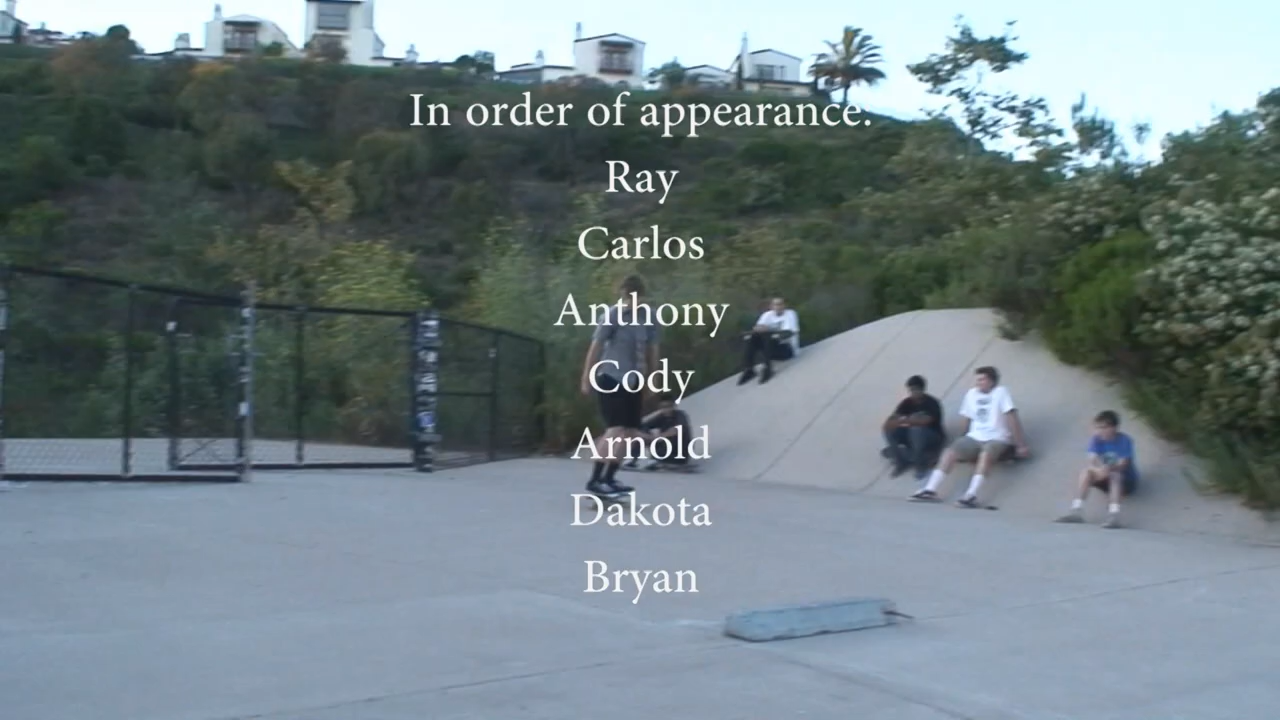 In order of appearance.
Ray
Carlos
Anthony
Cody
Arnold
Dakota
Bryan